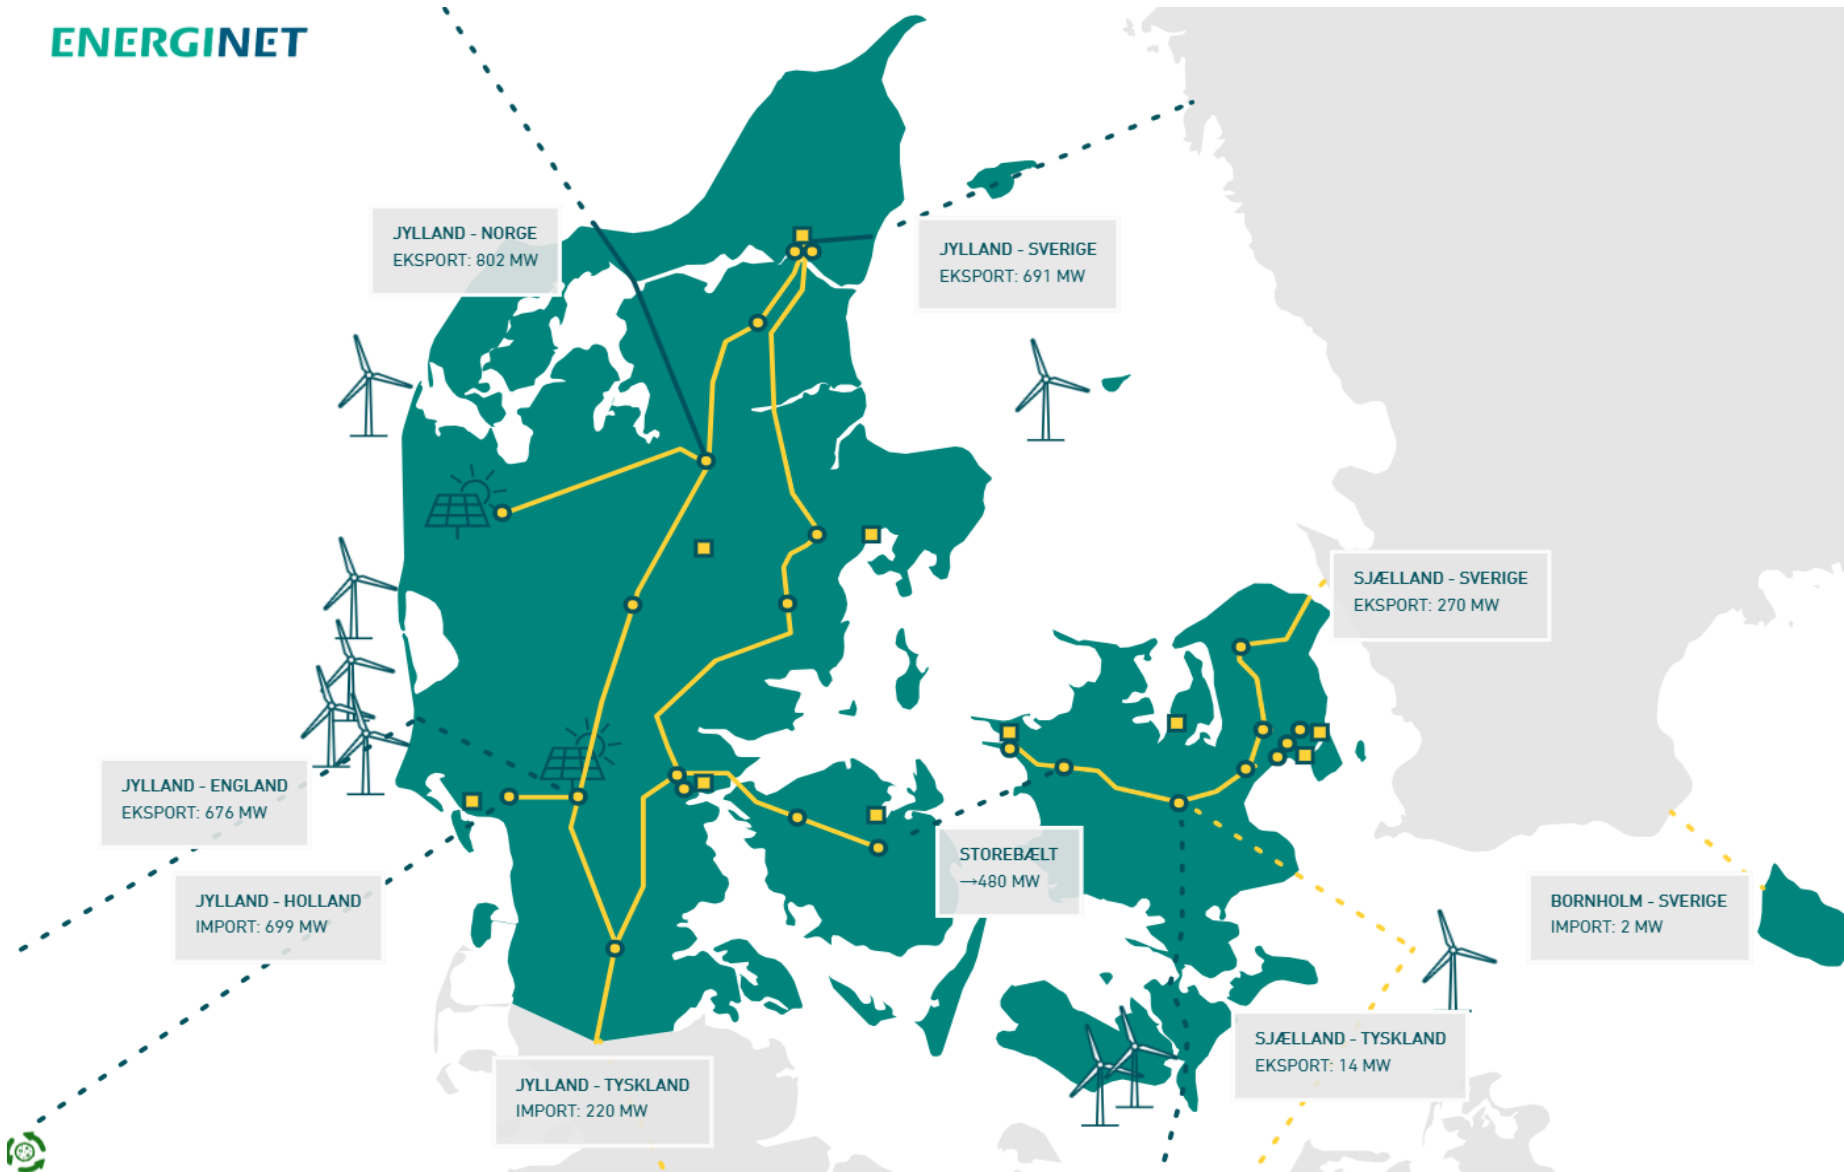 ENERGINET
JYLLAND - NORGE
EKSPORT: 802 MW
JYLLAND - SVERIGE
EKSPORT: 691 MW
SJÆLLAND - SVERIGE
EKSPORT: 270 MW
JYLLAND - ENGLAND
EKSPORT: 676 MW
STOREBÆLT
→480 MW
JYLLAND - HOLLAND
IMPORT: 699 MW
BORNHOLM - SVERIGE
IMPORT: 2 MW
SJÆLLAND - TYSKLAND
EKSPORT: 14 MW
JYLLAND - TYSKLAND
IMPORT: 220 MW